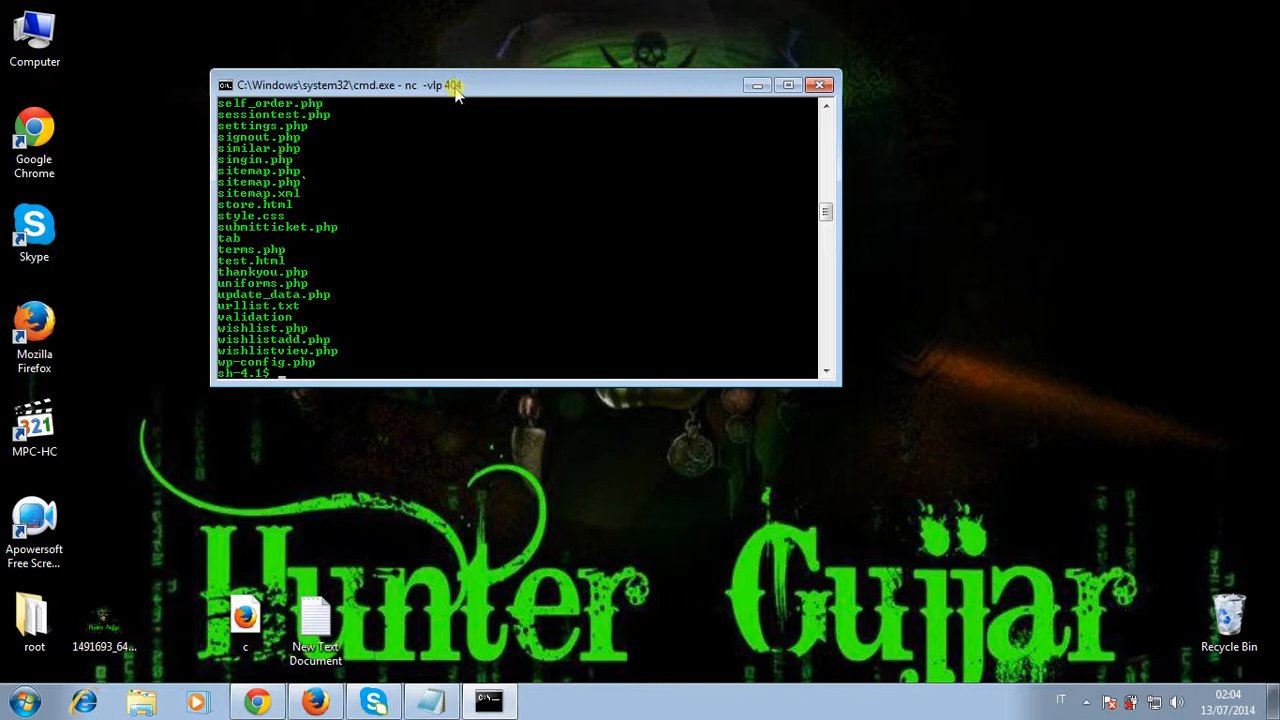 Computer
Google
Chrome
Skype
Mozilla
Firefox
MPC-HC
Apowersoft
Free Scre...
root
1491693_64...
c
New Text
Document
Recycle Bin
C:\Windows\system32\cmd.exe - nc  -vlp 404
self_order.php
sessiontest.php
settings.php
signout.php
similar.php
singin.php
sitemap.php
sitemap.php`
sitemap.xml
store.html
style.css
submitticket.php
tab
terms.php
test.html
thankyou.php
uniforms.php
update_data.php
urllist.txt
validation
wishlist.php
wishlistadd.php
wishlistview.php
wp-config.php
sh-4.1$
Hunter Gujjar
IT
02:04
13/07/2014